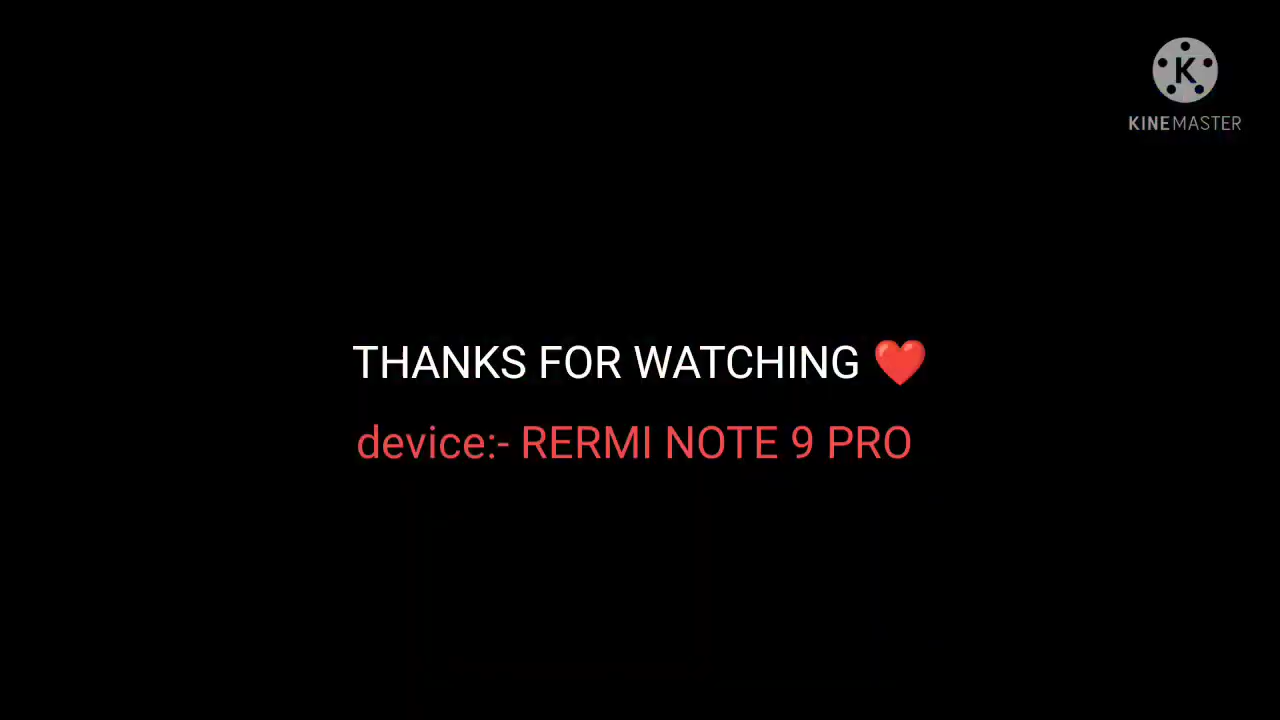 K
KINEMASTER
THANKS FOR WATCHING ❤️
device:- RERMI NOTE 9 PRO